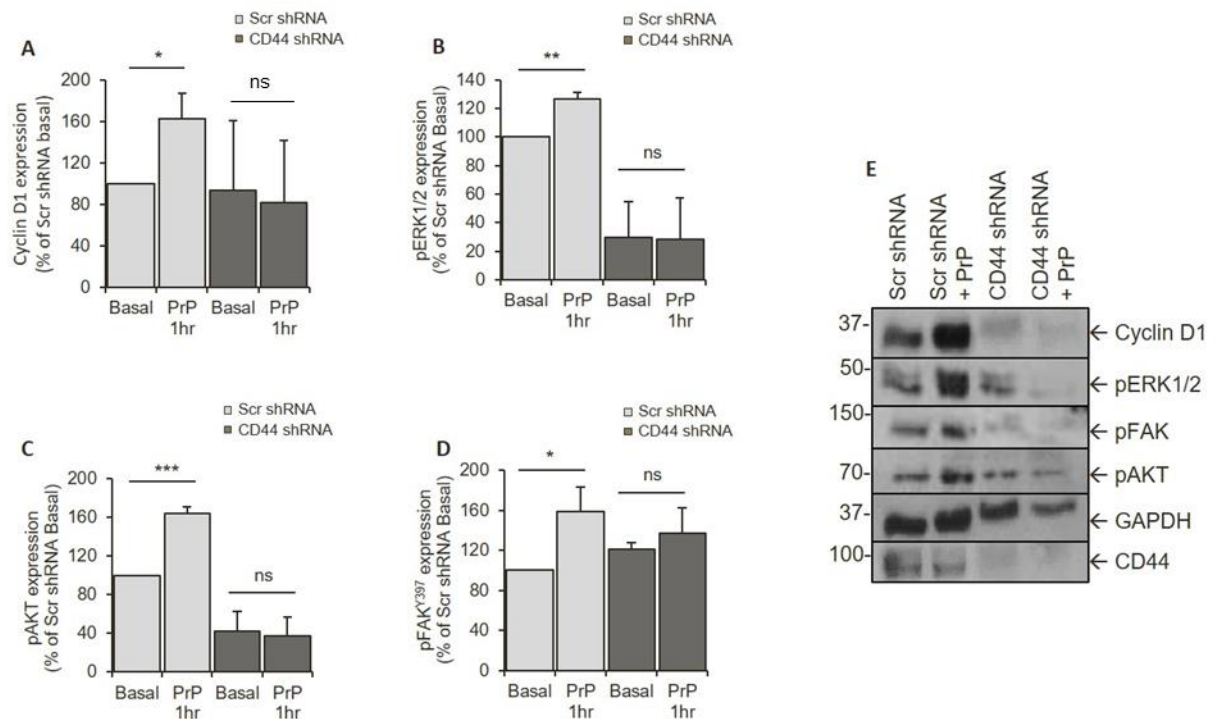 A
Scr shRNA
CD44 shRNA
Cyclin D1 expression
(% of Scr shRNA basal)
200
160
120
80
40
0
*
ns
Basal
PrP
1hr
Basal
PrP
1hr
B
Scr shRNA
CD44 shRNA
pERK1/2 expression
(% of Scr shRNA Basal)
140
120
100
80
60
40
20
0
**
ns
Basal
PrP
1hr
Basal
PrP
1hr
C
Scr shRNA
CD44 shRNA
pAKT expression
(% of Scr shRNA Basal)
200
160
120
80
40
0
***
ns
Basal
PrP
1hr
Basal
PrP
1hr
D
Scr shRNA
CD44 shRNA
pFAKY397 expression
(% of Scr shRNA Basal)
200
160
120
80
40
0
*
ns
Basal
PrP
1hr
Basal
PrP
1hr
E
Scr shRNA
Scr shRNA
+ PrP
CD44 shRNA
CD44 shRNA
+ PrP
37- ← Cyclin D1
50- ← pERK1/2
150- ← pFAK
70- ← pAKT
37- ← GAPDH
100- ← CD44